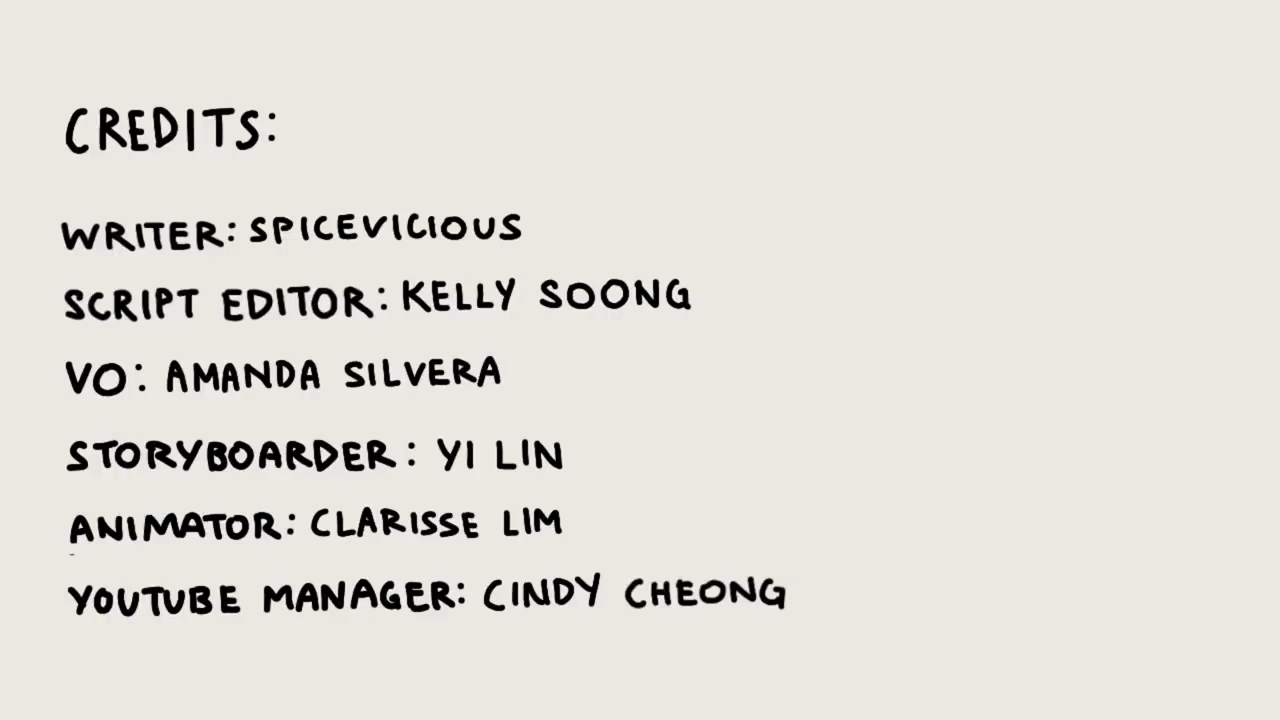 CREDITS:
WRITER: SPICEVICIOUS
SCRIPT EDITOR: KELLY SOONG
VO: AMANDA SILVERA
STORYBOARDER: YI LIN
ANIMATOR: CLARISSE LIM
YOUTUBE MANAGER: CINDY CHEONG